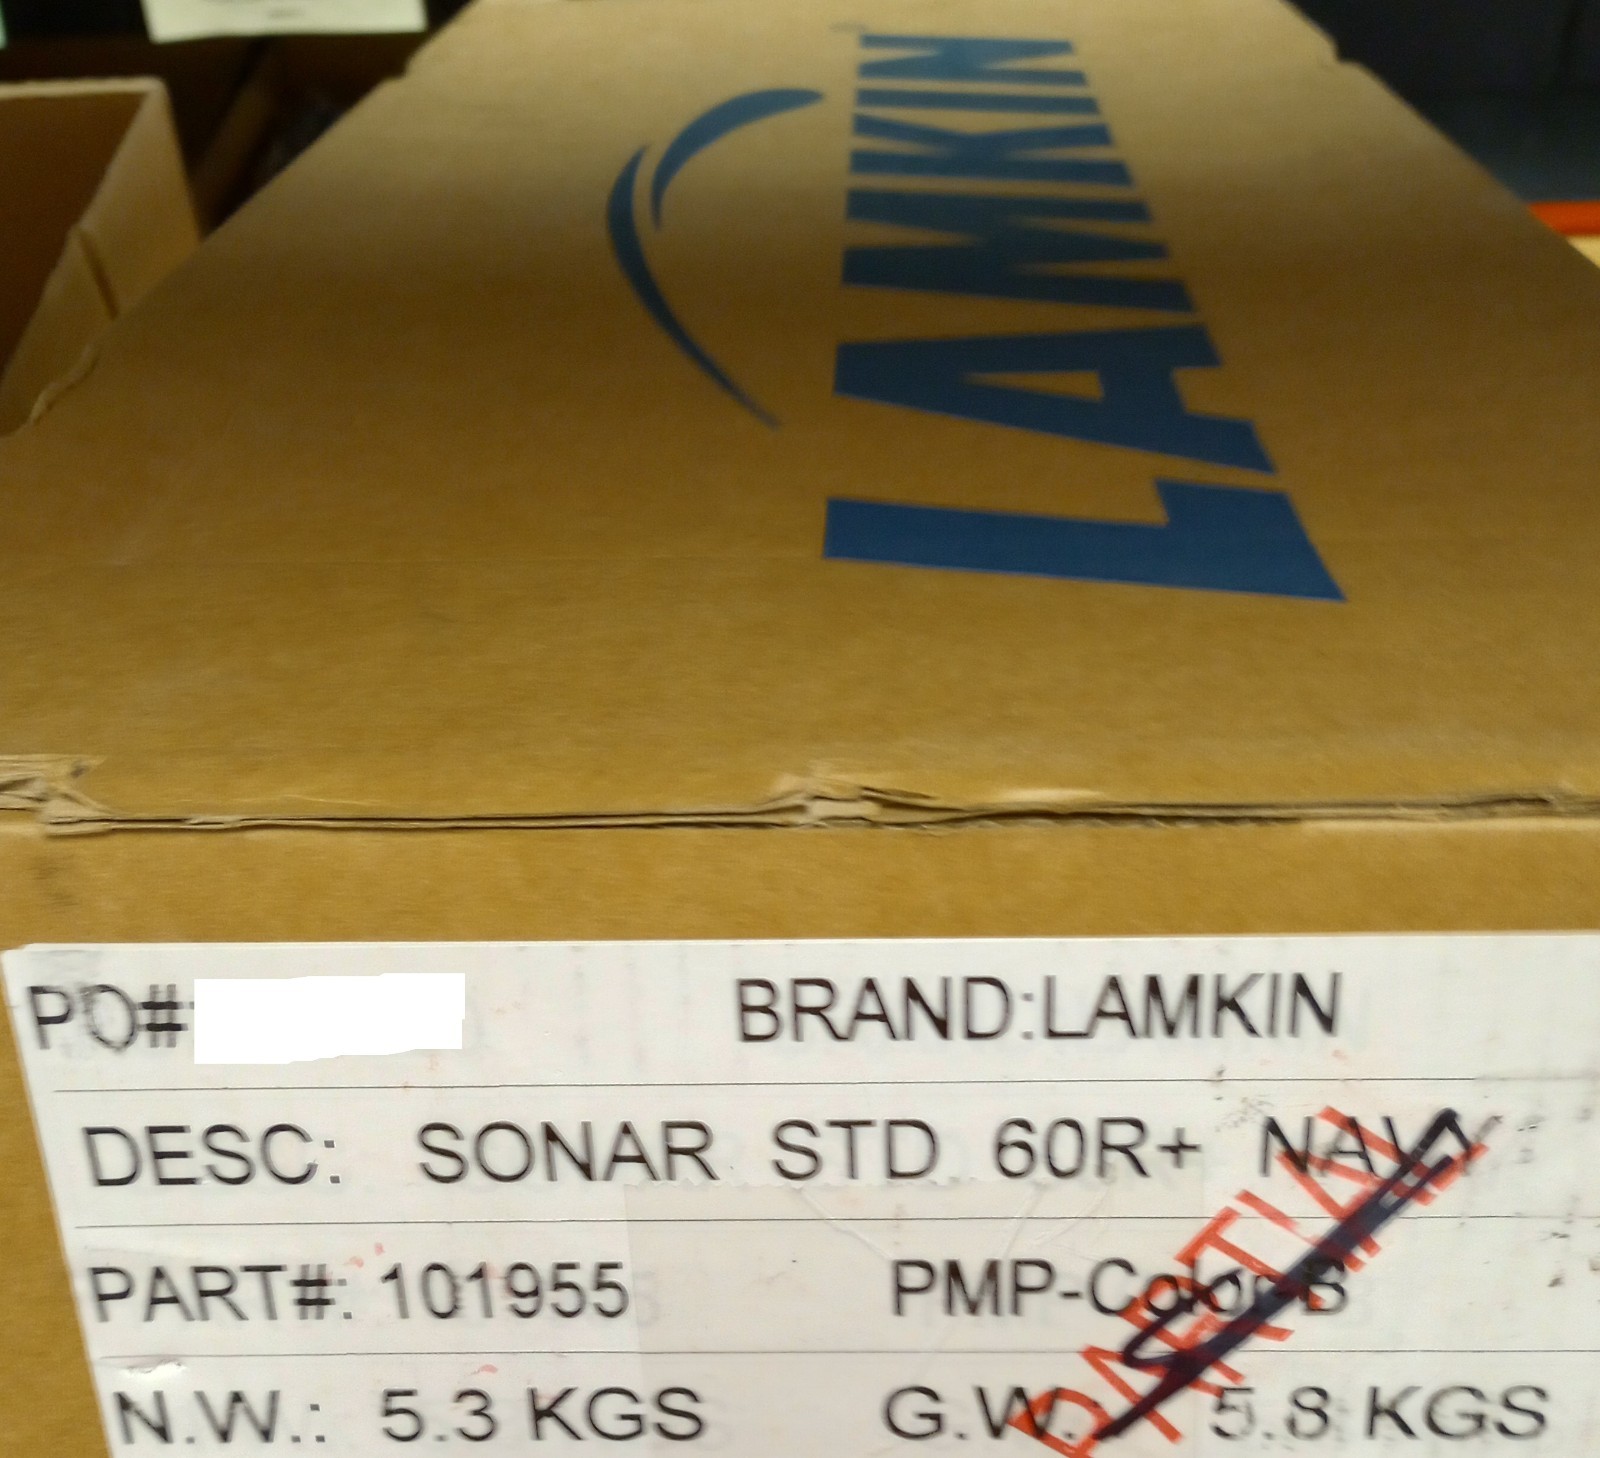 LAMKIN
PO#: BRAND:LAMKIN
DESC: SONAR STD 60R+ NAVY
PART#: 101955 PMP-Color-B
PARTIAL
N.W.: 5.3 KGS G.W.: 5.8 KGS